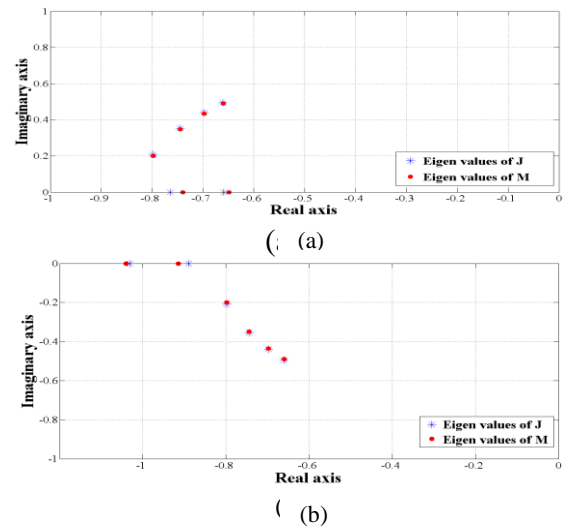 1
0.8
0.6
0.4
0.2
0
Imaginary axis
-1 -0.9 -0.8 -0.7 -0.6 -0.5 -0.4 -0.3 -0.2 -0.1 0
Real axis
Eigen values of J
Eigen values of M
(a)
0
-0.2
-0.4
-0.6
-0.8
-1
Imaginary axis
-1 -0.8 -0.6 -0.4 -0.2 0
Real axis
Eigen values of J
Eigen values of M
(b)